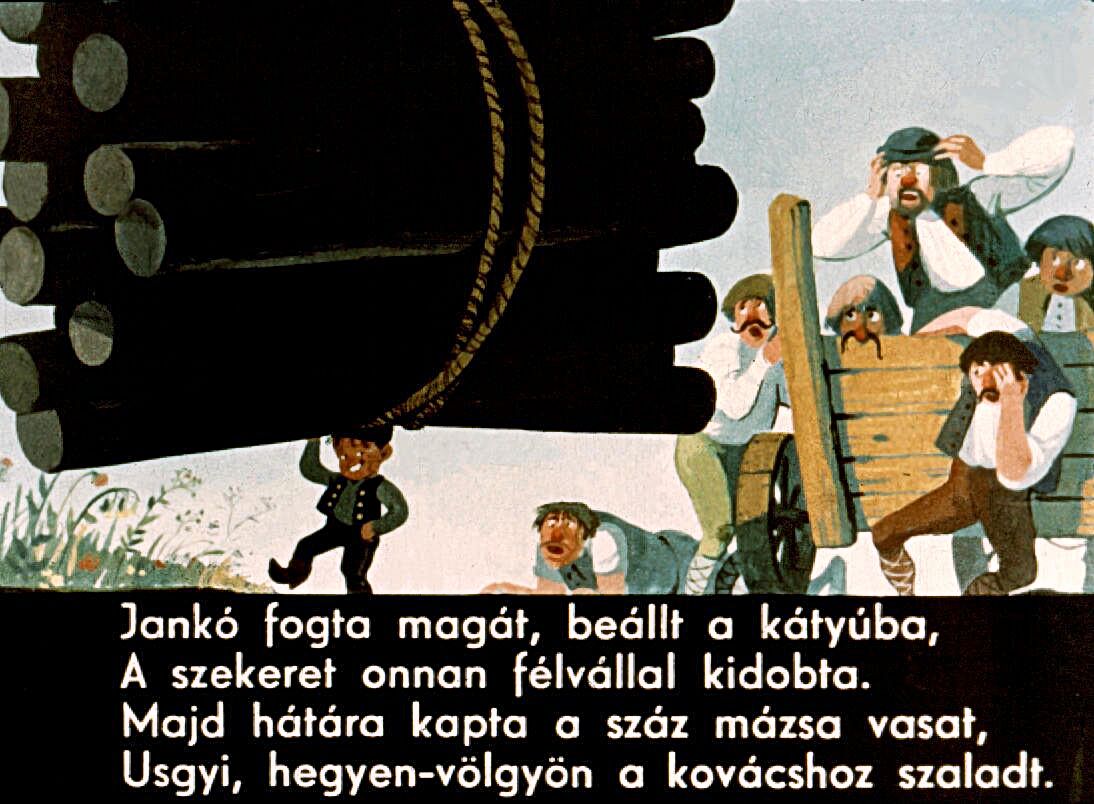 Jankó fogta magát, beállt a kátyúba,
A szekeret onnan félvállal kidobta.
Majd hátára kapta a száz mázsa vasat,
Usgyi, hegyen-völgyön a kovácshoz szaladt.